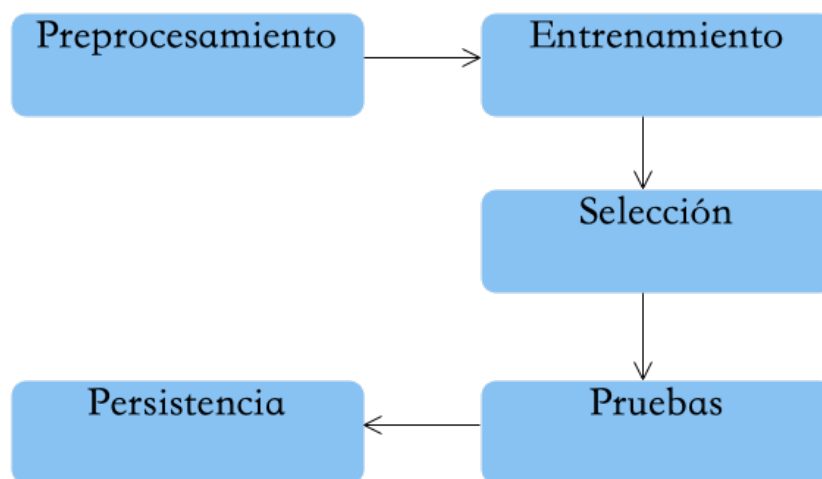 Preprocesamiento
Entrenamiento
Selección
Pruebas
Persistencia